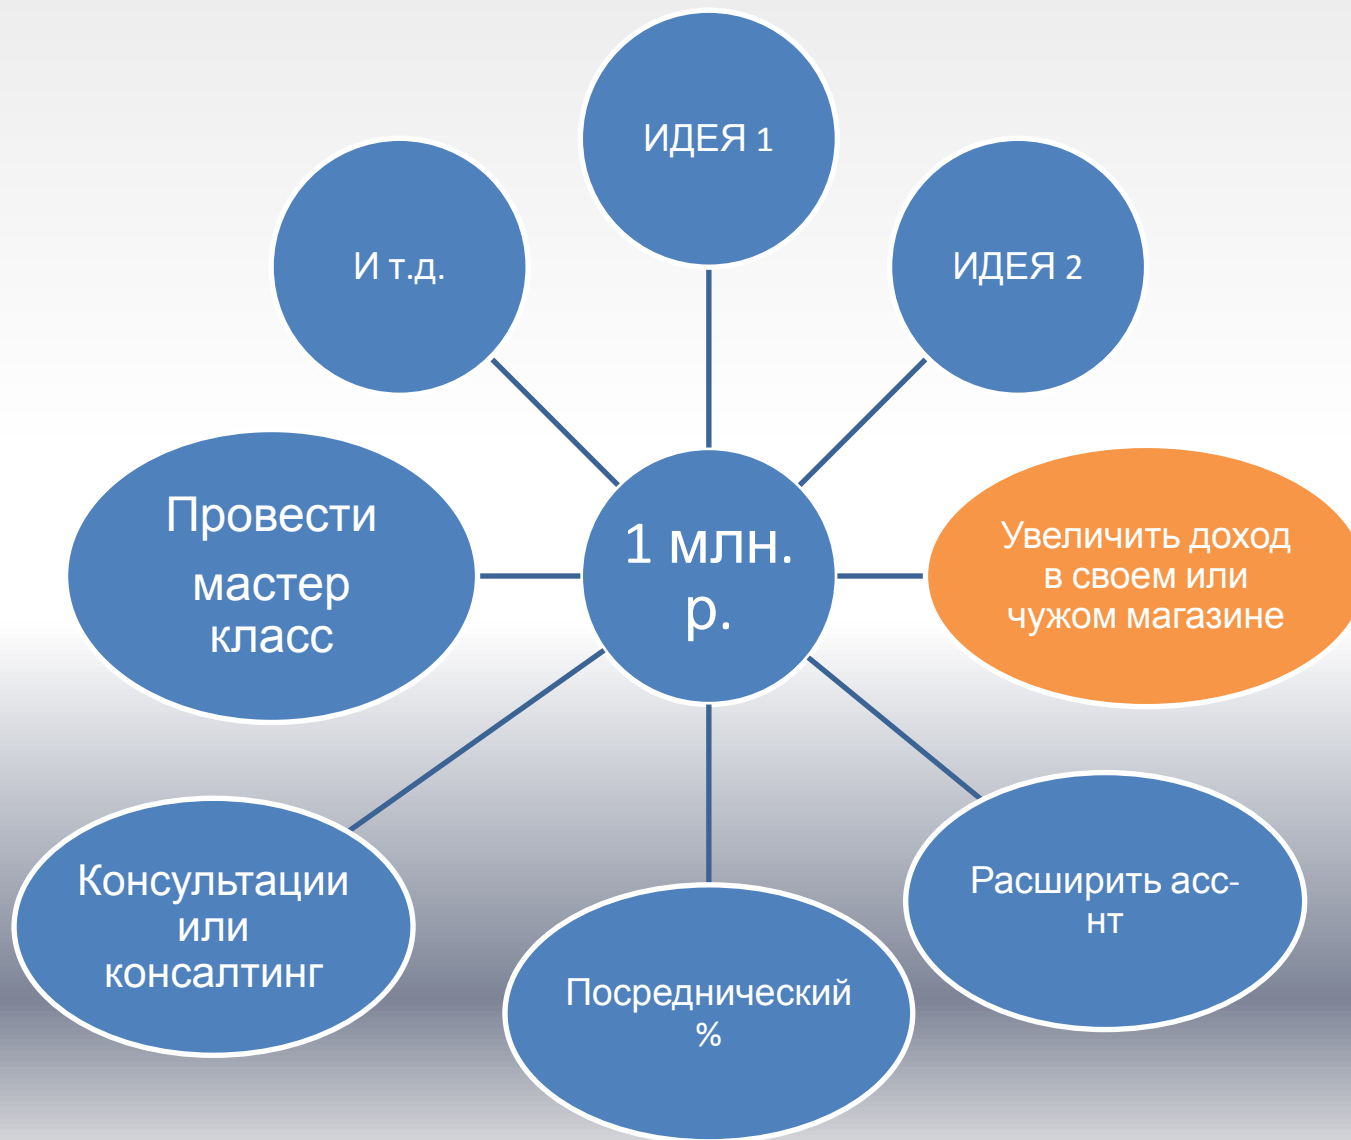 ИДЕЯ 1
ИДЕЯ 2
И т.д.
Провести
мастер
класс
1 млн.
р.
Увеличить доход
в своем или
чужом магазине
Консультации
или
консалтинг
Посреднический
%
Расширить асс-
нт